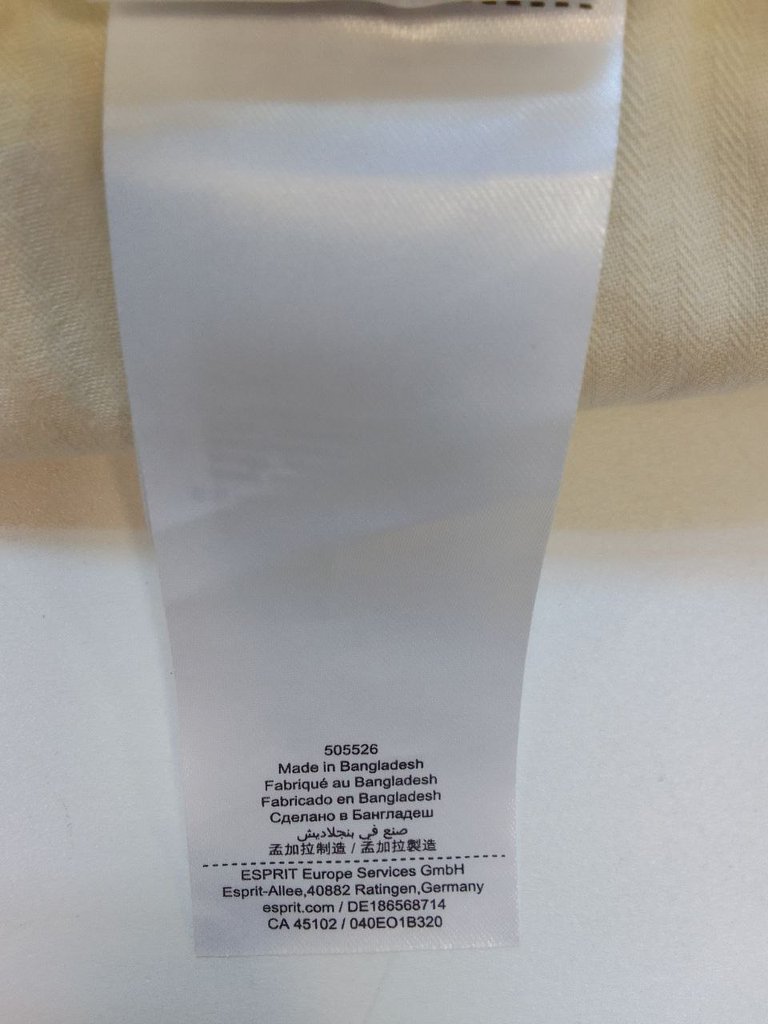 505526
Made in Bangladesh
Fabriqué au Bangladesh
Fabricado en Bangladesh
Сделано в Бангладеш
صنع في بنجلاديش
孟加拉制造 / 孟加拉製造
ESPRIT Europe Services GmbH
Esprit-Allee,40882 Ratingen,Germany
esprit.com / DE186568714
CA 45102 / 040EO1B320